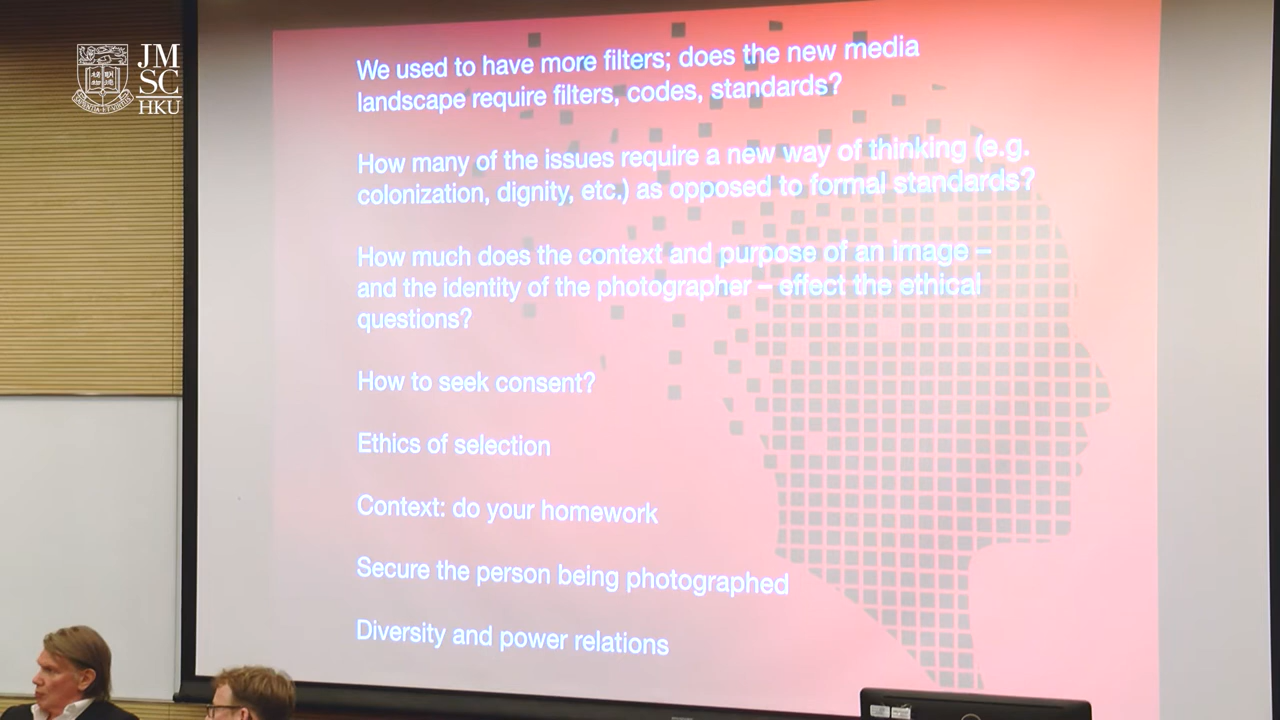 JM
SC
HKU
We used to have more filters; does the new media
landscape require filters, codes, standards?
How many of the issues require a new way of thinking (e.g.
colonization, dignity, etc.) as opposed to formal standards?
How much does the context and purpose of an image –
and the identity of the photographer – effect the ethical
questions?
How to seek consent?
Ethics of selection
Context: do your homework
Secure the person being photographed
Diversity and power relations